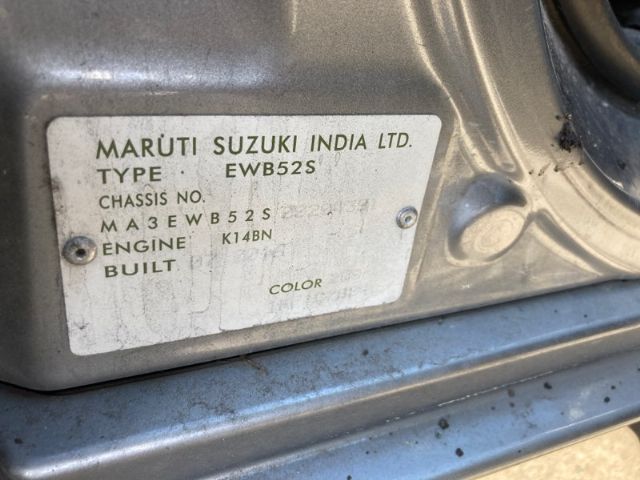 MARUTI SUZUKI INDIA LTD.
TYPE EWB52S
CHASSIS NO.
MA3EWB52S
ENGINE K14BN
BUILT
COLOR